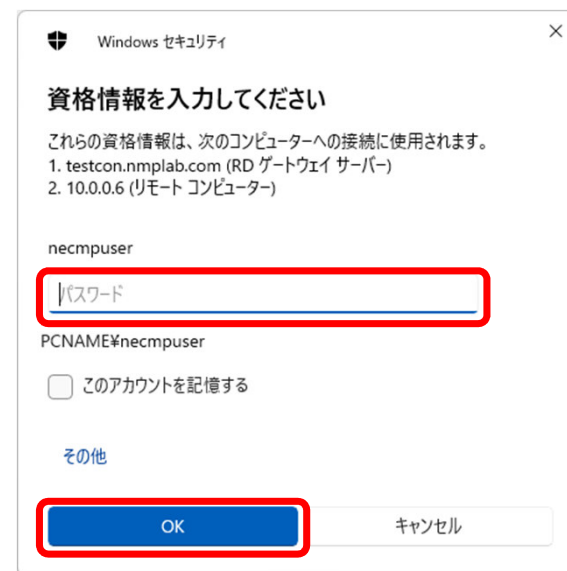 Windows セキュリティ
資格情報を入力してください
これらの資格情報は、次のコンピューターへの接続に使用されます。
1. testcon.nmplab.com (RD ゲートウェイ サーバー)
2. 10.0.0.6 (リモート コンピューター)
necmpuser
パスワード
PCNAME¥necmpuser
このアカウントを記憶する
その他
OK
キャンセル